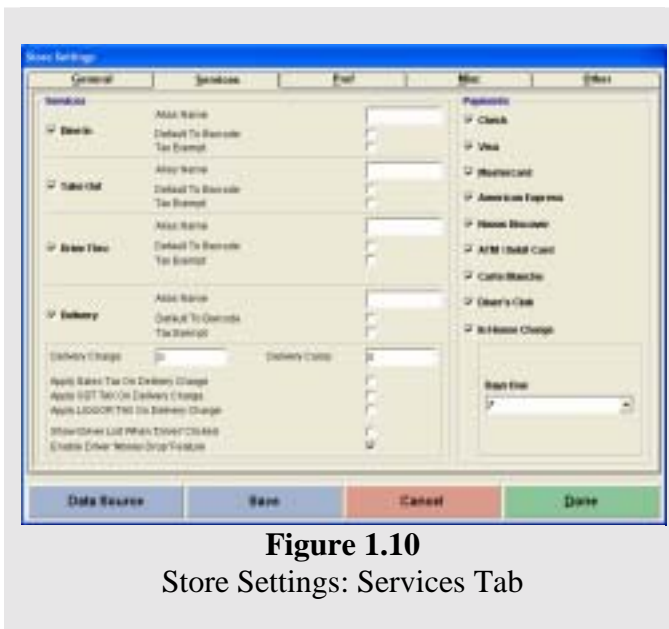 Store Settings
General Services Pref Misc Other
Services
Dine In
Alias Name
Default To Barcode
Tax Exempt
Take Out
Alias Name
Default To Barcode
Tax Exempt
Drive Thru
Alias Name
Default To Barcode
Tax Exempt
Delivery
Alias Name
Default To Barcode
Tax Exempt
Delivery Charge Delivery Comp
Apply Sales Tax On Delivery Charge
Apply GST TAX On Delivery Charge
Apply LIQUOR TAX On Delivery Charge
Show Driver List When 'Driver' Clicked
Enable Driver 'Money Drop' Feature
Payments
Check
Visa
Mastercard
American Express
Discover
ATM / Debit Card
Carte Blanche
Diner's Club
In House Charge
Days Due
Data Source Save Cancel Done
Figure 1.10
Store Settings: Services Tab